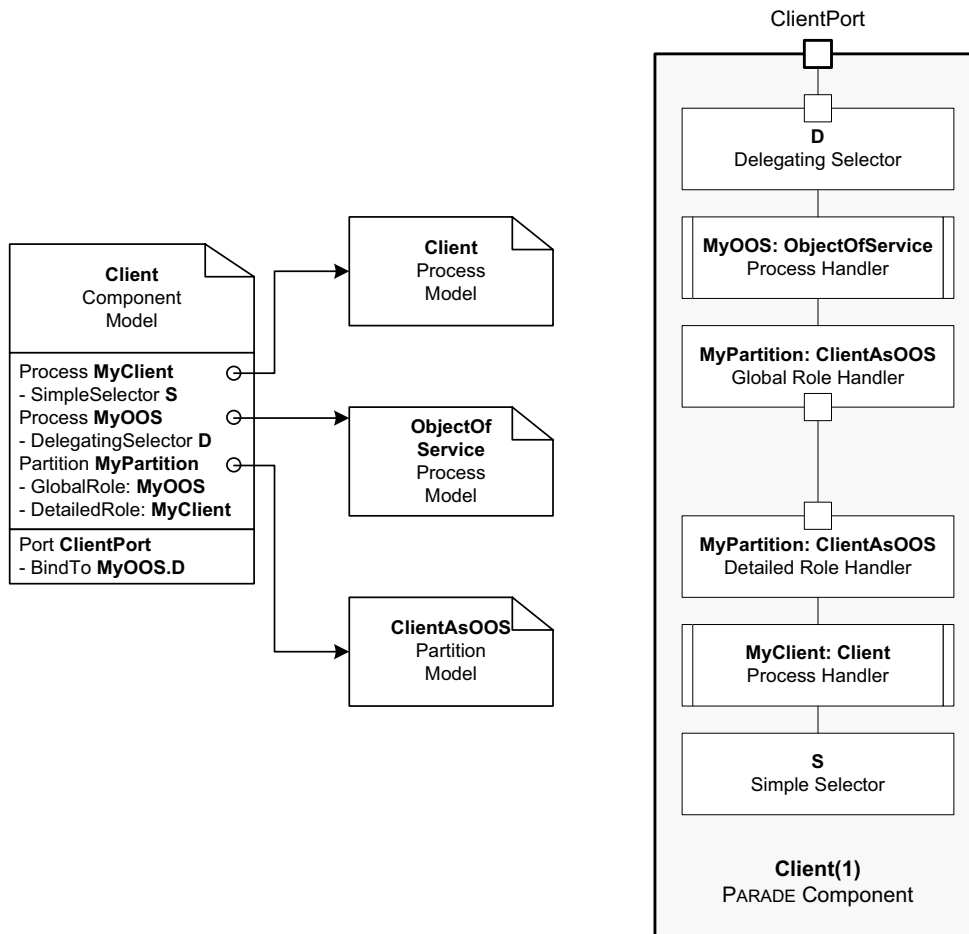 Client
Component
Model
Process MyClient
- SimpleSelector S
Process MyOOS
- DelegatingSelector D
Partition MyPartition
- GlobalRole: MyOOS
- DetailedRole: MyClient
Port ClientPort
- BindTo MyOOS.D
Client
Process
Model
ObjectOf
Service
Process
Model
ClientAsOOS
Partition
Model
ClientPort
D
Delegating Selector
MyOOS: ObjectOfService
Process Handler
MyPartition: ClientAsOOS
Global Role Handler
MyPartition: ClientAsOOS
Detailed Role Handler
MyClient: Client
Process Handler
S
Simple Selector
Client(1)
PARADE Component